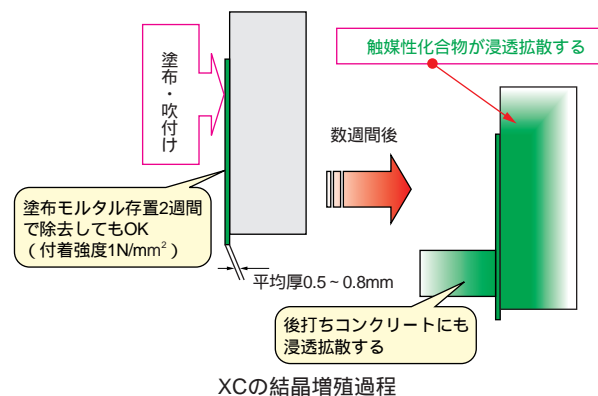 触媒性化合物が浸透拡散する
塗布・吹付け
数週間後
塗布モルタル存置2週間
で除去してもOK
（付着強度1N/mm²）
平均厚0.5～0.8mm
後打ちコンクリートにも
浸透拡散する
XCの結晶増殖過程